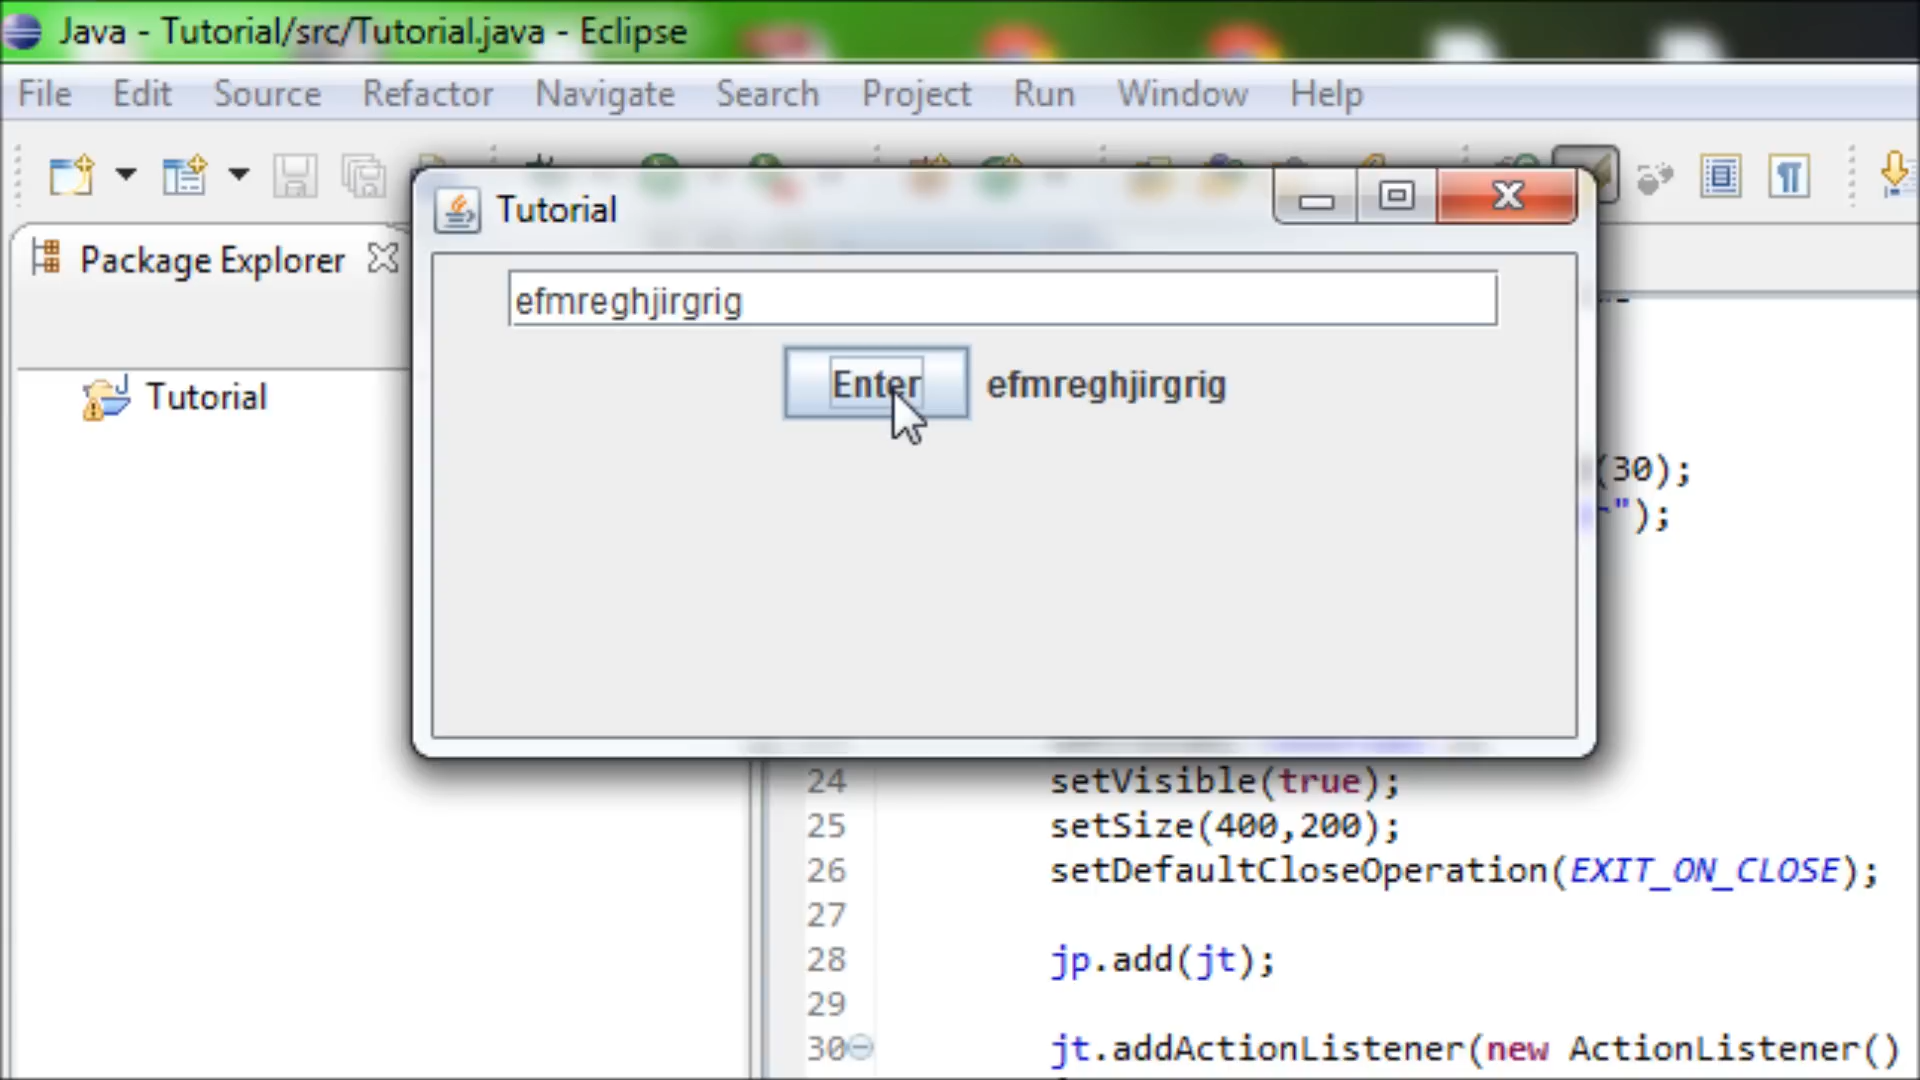 Java - Tutorial/src/Tutorial.java - Eclipse
File Edit Source Refactor Navigate Search Project Run Window Help
Tutorial
Package Explorer
efmreghjirgrig
Enter efmreghjirgrig
Tutorial
(30);
");
24 setVisible(true);
25 setSize(400,200);
26 setDefaultCloseOperation(EXIT_ON_CLOSE);
27
28 jp.add(jt);
29
30 jt.addActionListener(new ActionListener()